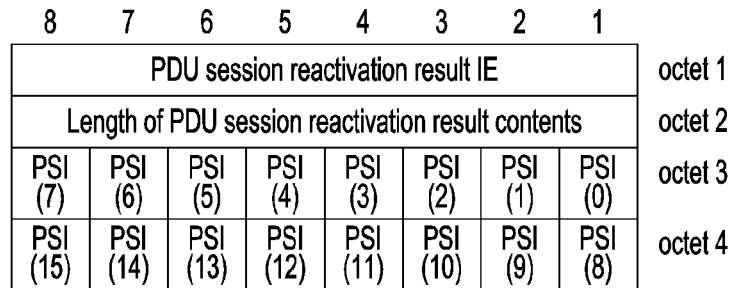 8 7 6 5 4 3 2 1
PDU session reactivation result IE octet 1
Length of PDU session reactivation result contents octet 2
PSI (7) PSI (6) PSI (5) PSI (4) PSI (3) PSI (2) PSI (1) PSI (0) octet 3
PSI (15) PSI (14) PSI (13) PSI (12) PSI (11) PSI (10) PSI (9) PSI (8) octet 4